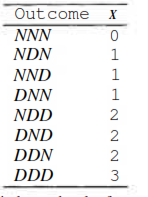 Outcome X
NNN 0
NDN 1
NND 1
DNN 1
NDD 2
DND 2
DDN 2
DDD 3